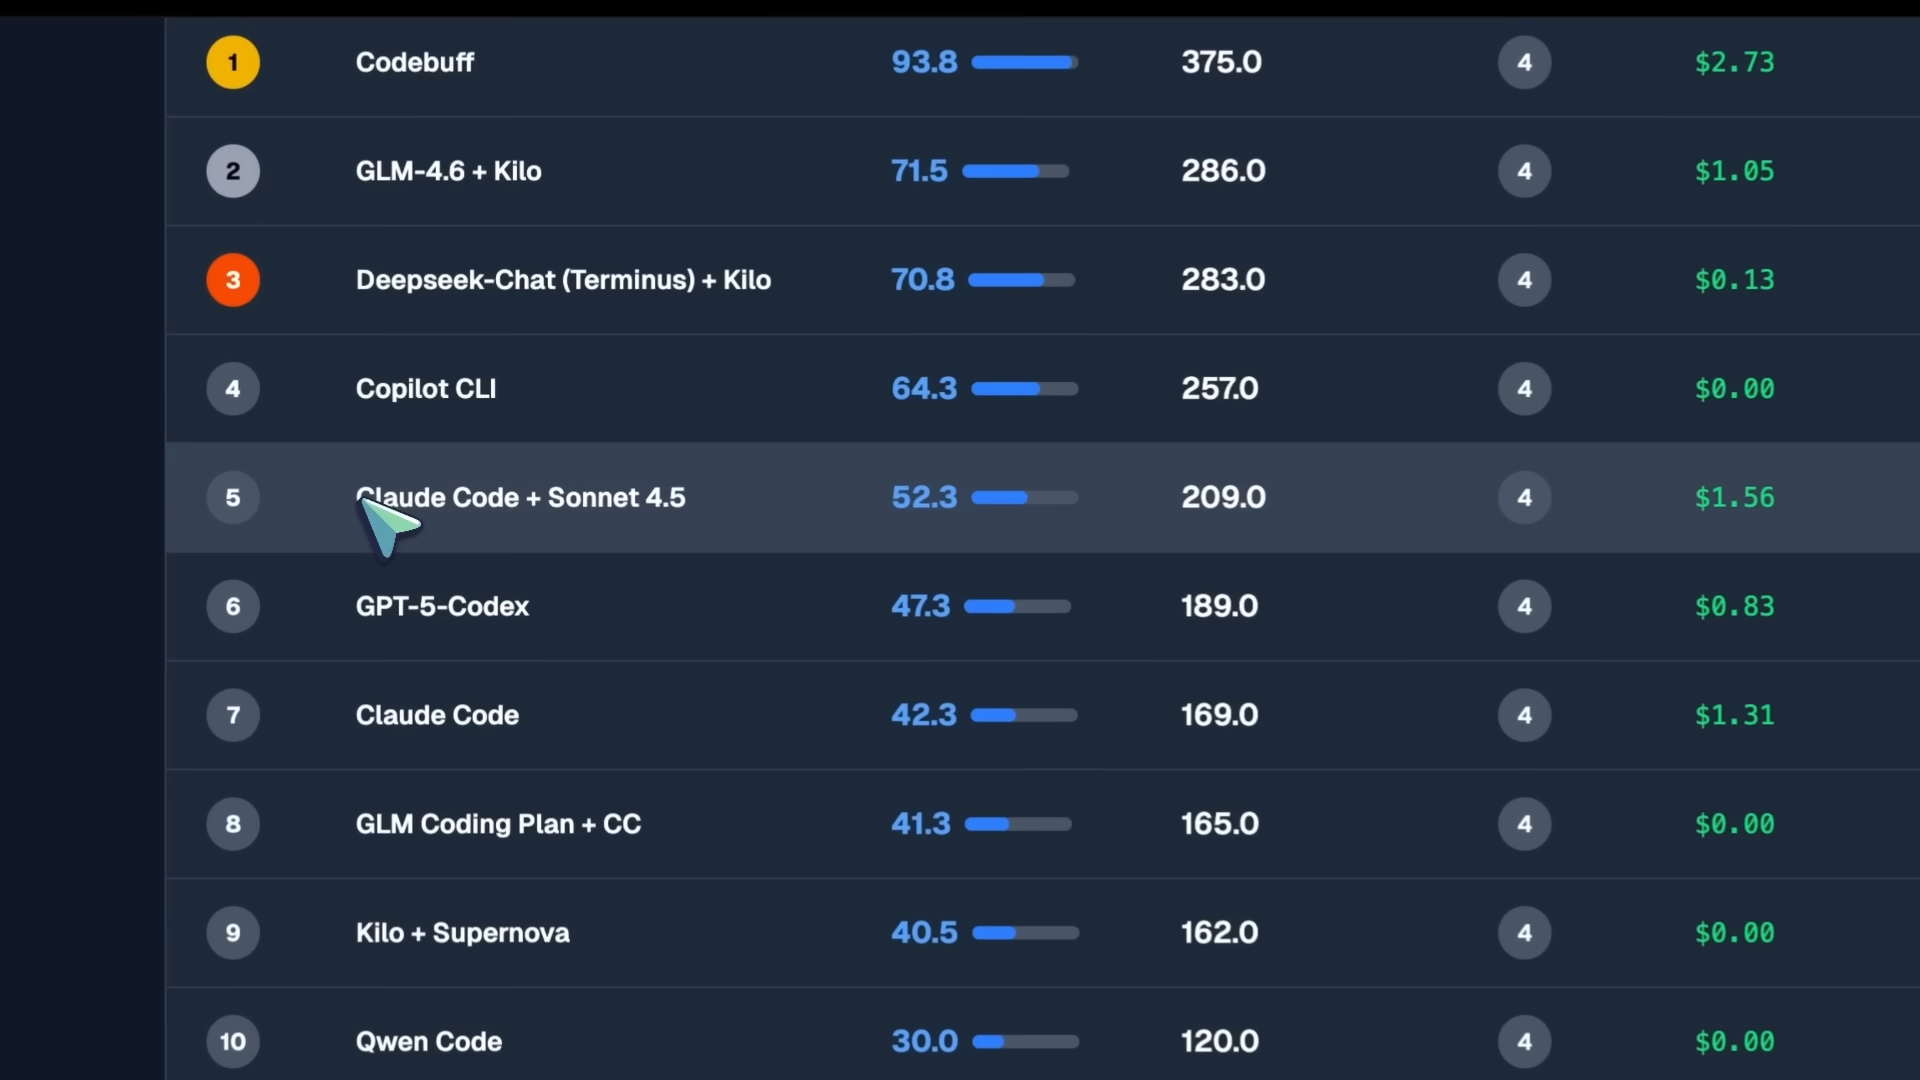 1 Codebuff 93.8 375.0 4 $2.73
2 GLM-4.6 + Kilo 71.5 286.0 4 $1.05
3 Deepseek-Chat (Terminus) + Kilo 70.8 283.0 4 $0.13
4 Copilot CLI 64.3 257.0 4 $0.00
5 Claude Code + Sonnet 4.5 52.3 209.0 4 $1.56
6 GPT-5-Codex 47.3 189.0 4 $0.83
7 Claude Code 42.3 169.0 4 $1.31
8 GLM Coding Plan + CC 41.3 165.0 4 $0.00
9 Kilo + Supernova 40.5 162.0 4 $0.00
10 Qwen Code 30.0 120.0 4 $0.00